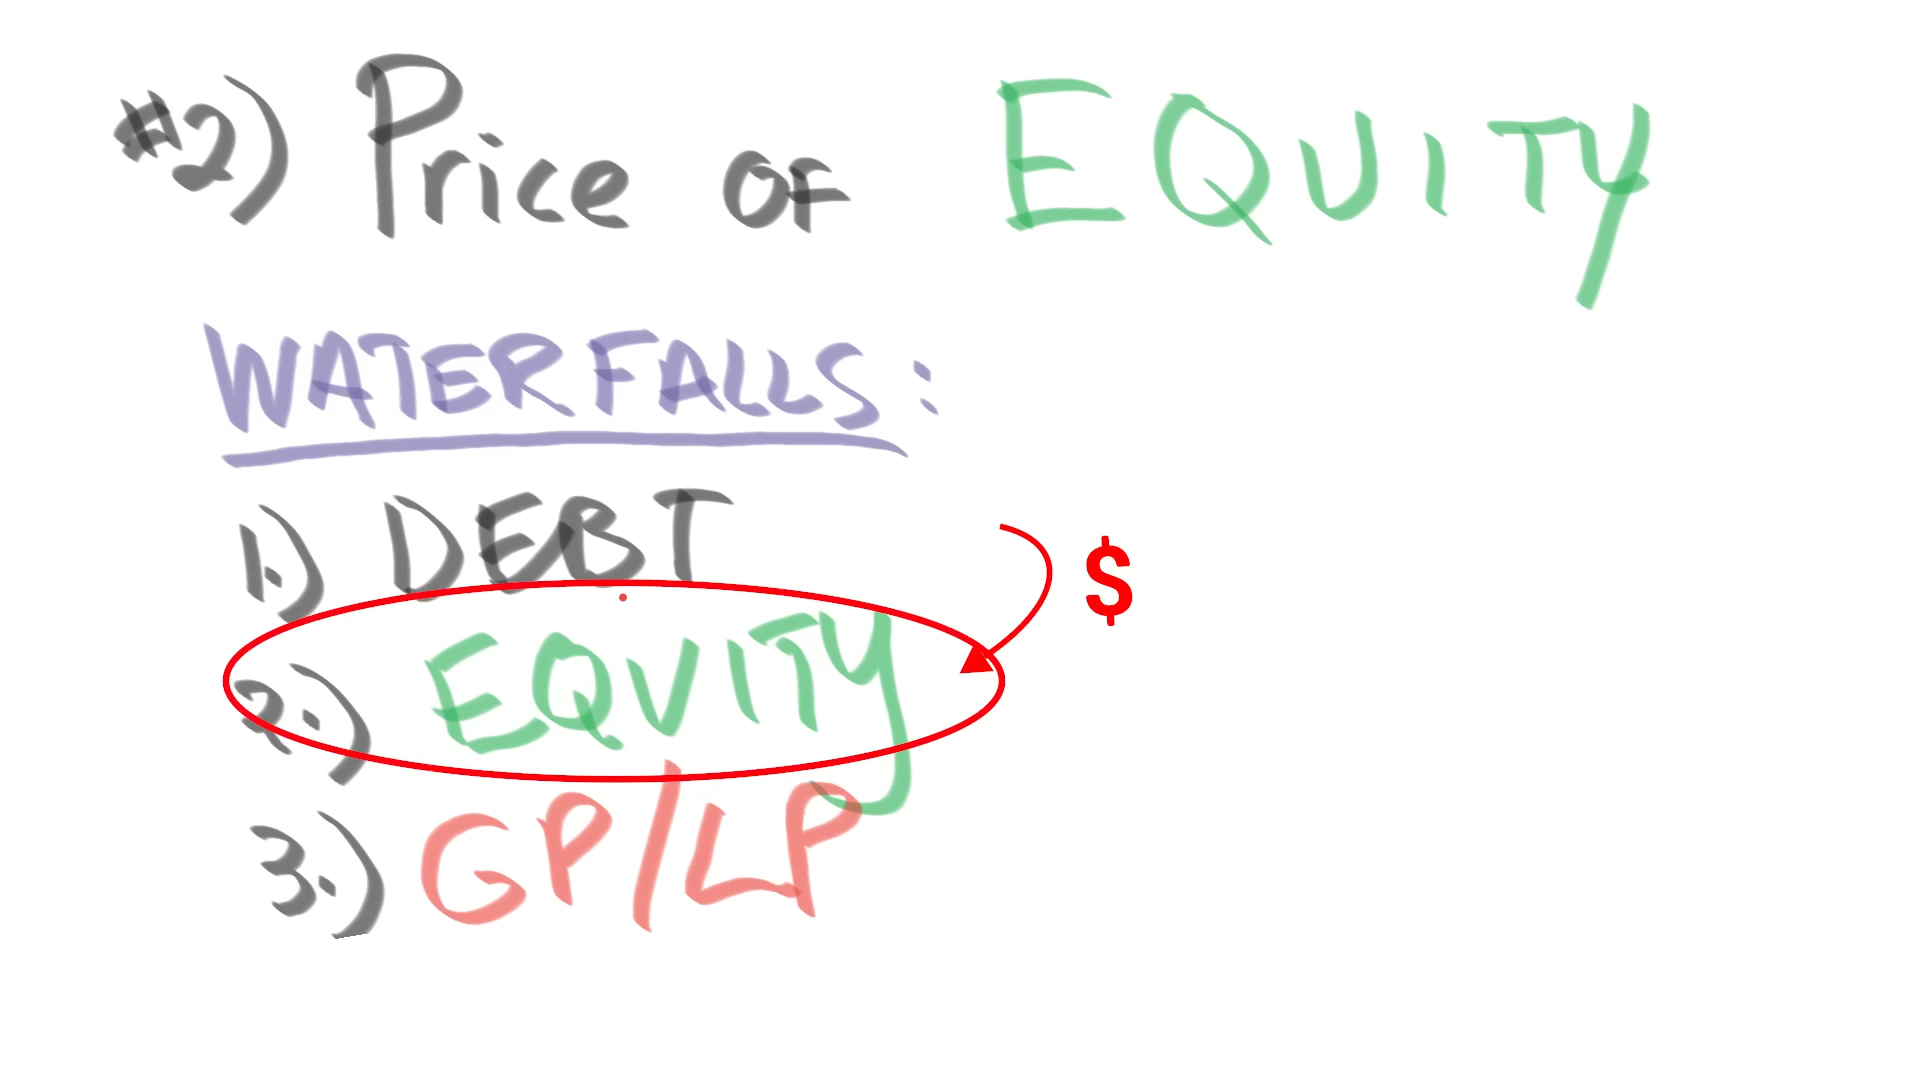 #2) Price of EQUITY
WATERFALLS:
1.) DEBT
$
2.) EQUITY
3.) GP/LP